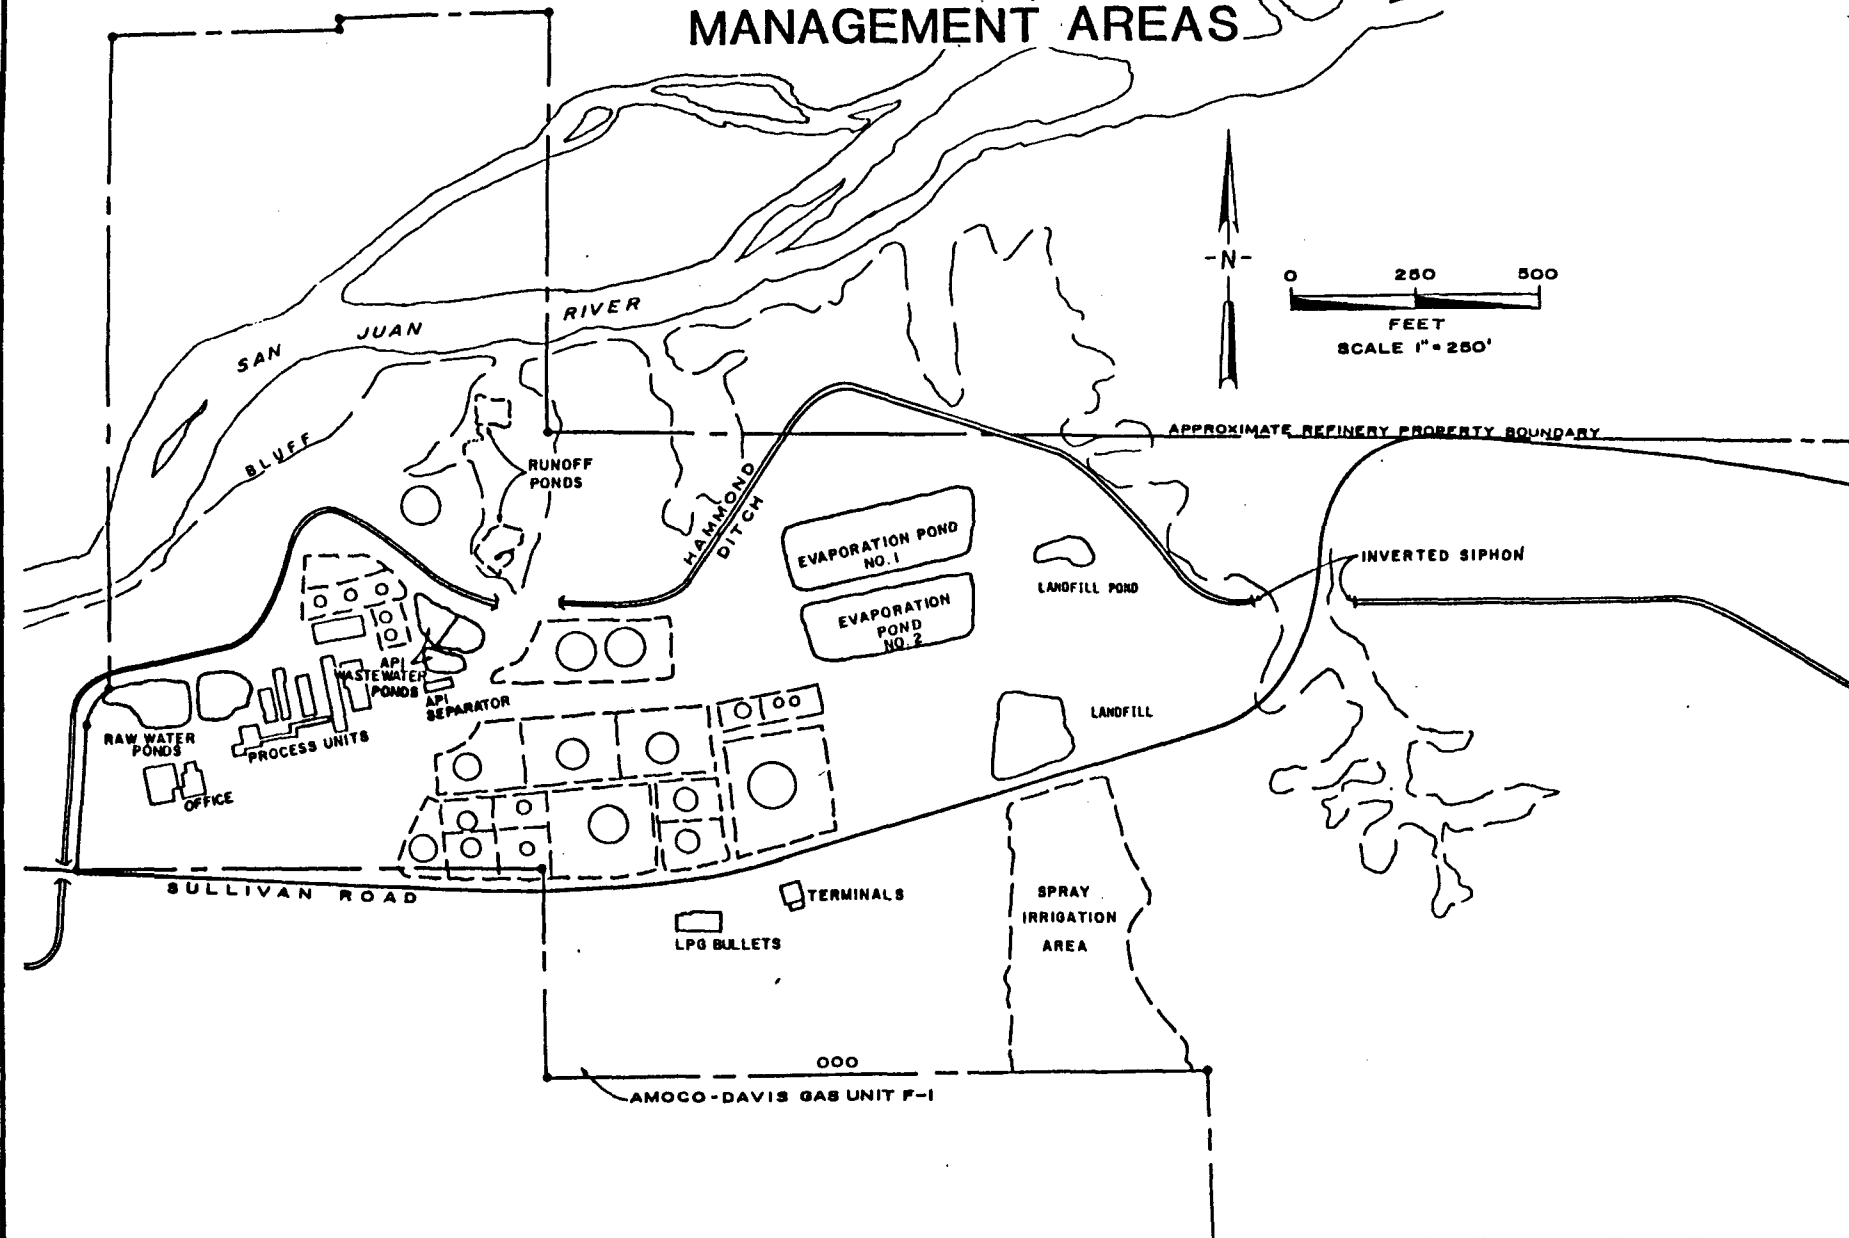 MANAGEMENT AREAS
-N-
0 250 500
FEET
SCALE 1"=250'
SAN JUAN RIVER
BLUFF
RUNOFF
PONDS
HAMMOND
DITCH
APPROXIMATE REFINERY PROPERTY BOUNDARY
EVAPORATION POND
NO. 1
EVAPORATION
POND
NO. 2
LANDFILL POND
INVERTED SIPHON
API
WASTEWATER
PONDS
API
SEPARATOR
RAW WATER
PONDS
PROCESS UNITS
OFFICE
LANDFILL
SULLIVAN ROAD
TERMINALS
LPG BULLETS
SPRAY
IRRIGATION
AREA
000
AMOCO-DAVIS GAS UNIT F-1